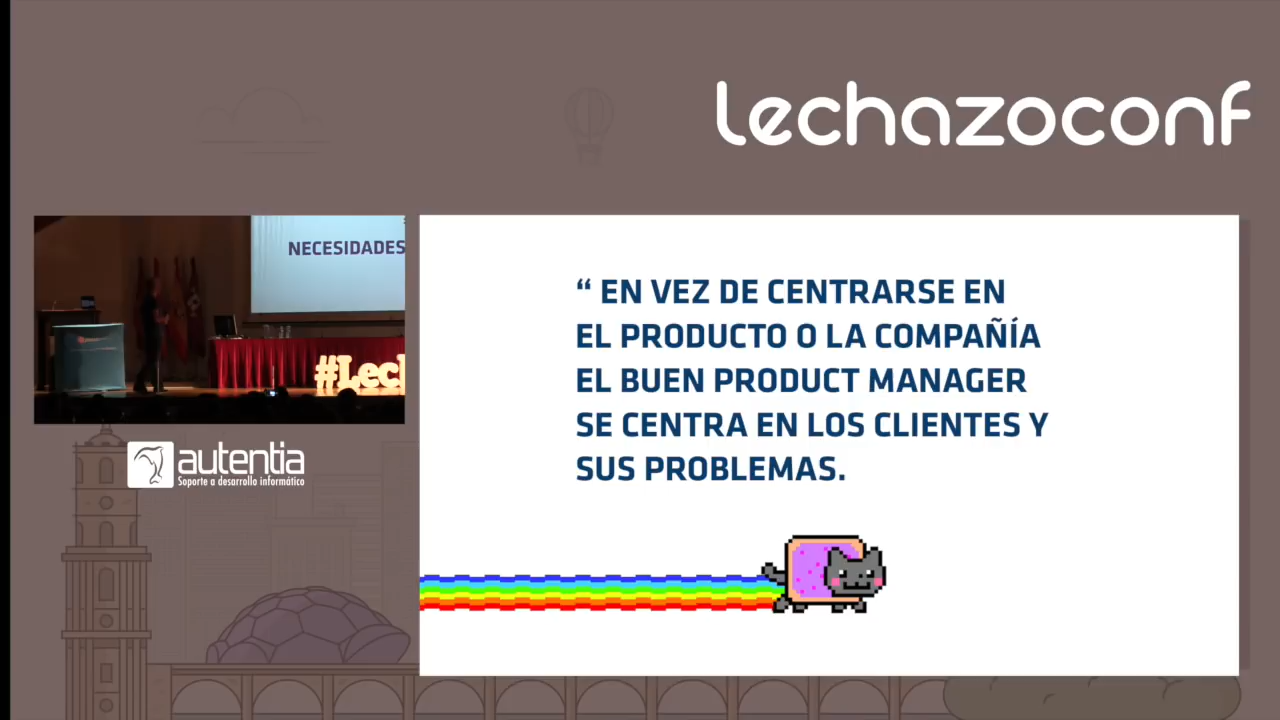 lechazoconf
NECESIDADES
#Lech
“ EN VEZ DE CENTRARSE EN
EL PRODUCTO O LA COMPAÑÍA
EL BUEN PRODUCT MANAGER
SE CENTRA EN LOS CLIENTES Y
SUS PROBLEMAS.
autentia
Soporte a desarrollo informático